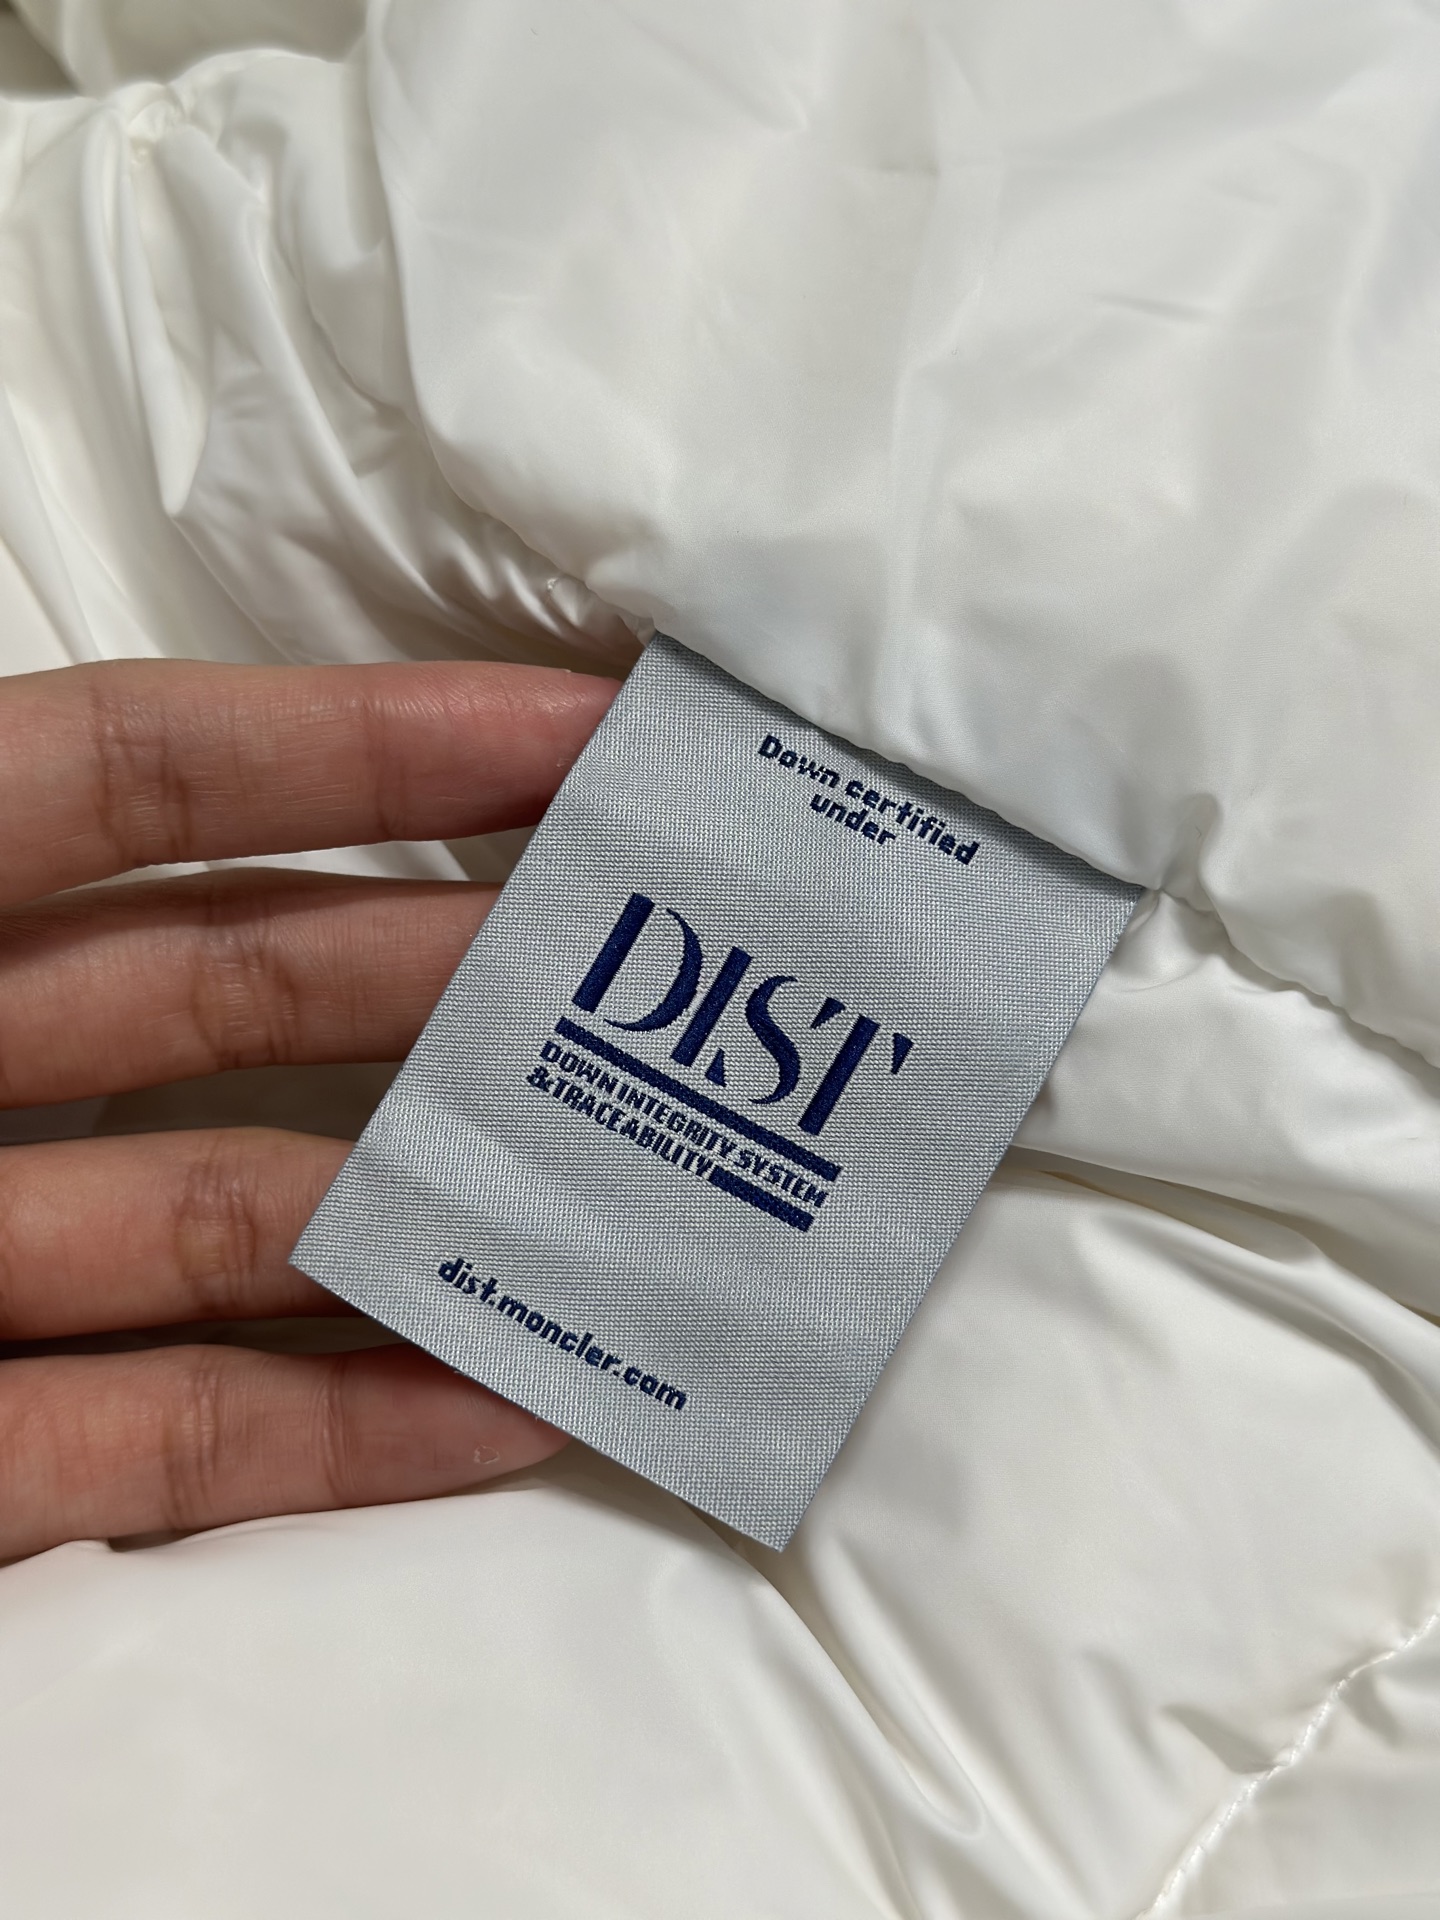 Down certified
under
DIST
DOWN INTEGRITY SYSTEM
& TRACEABILITY
dist.moncler.com